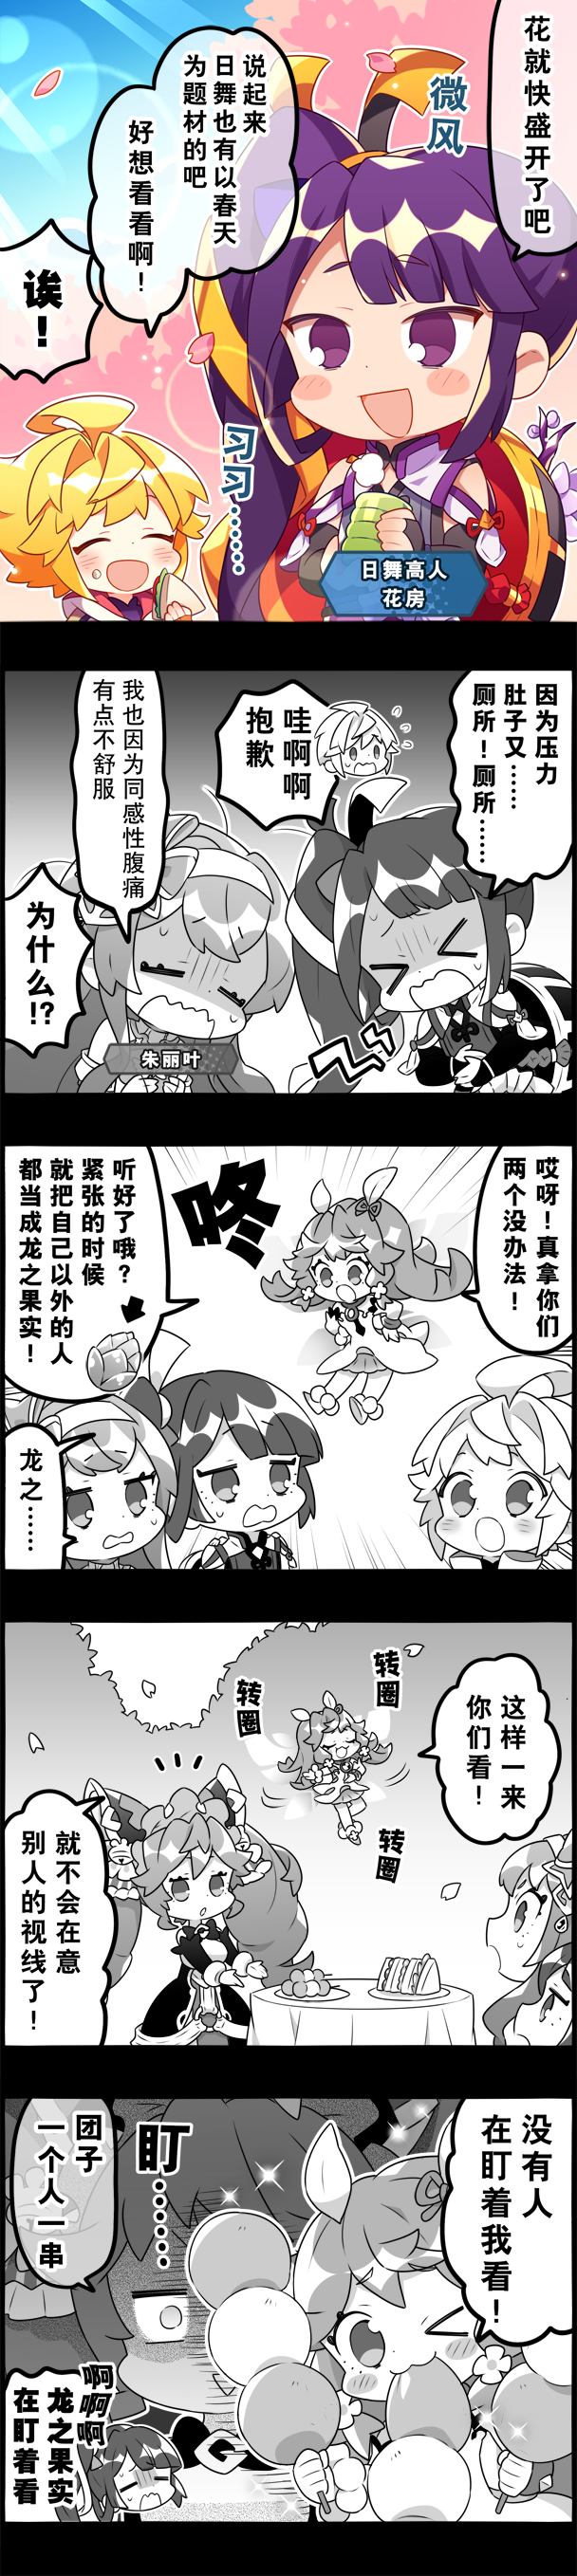 花就快盛开了吧
微风
说起来
日舞也有以春天
为题材的吧
好想看看啊！
诶！
习习……
日舞高人
花房
因为压力
肚子又……
厕所！厕所……
哇啊啊
抱歉
我也因为同感性腹痛
有点不舒服
为什么!?
朱丽叶
哎呀！真拿你们
两个没办法！
咚
听好了哦？
紧张的时候
就把自己以外的人
都当成龙之果实！
龙之……
这样一来
你们看！
转圈
转圈
转圈
就不会在意
别人的视线了！
没有人
在盯着我看！
盯……
团子
一个人一串
啊啊啊
龙之果实
在盯着看